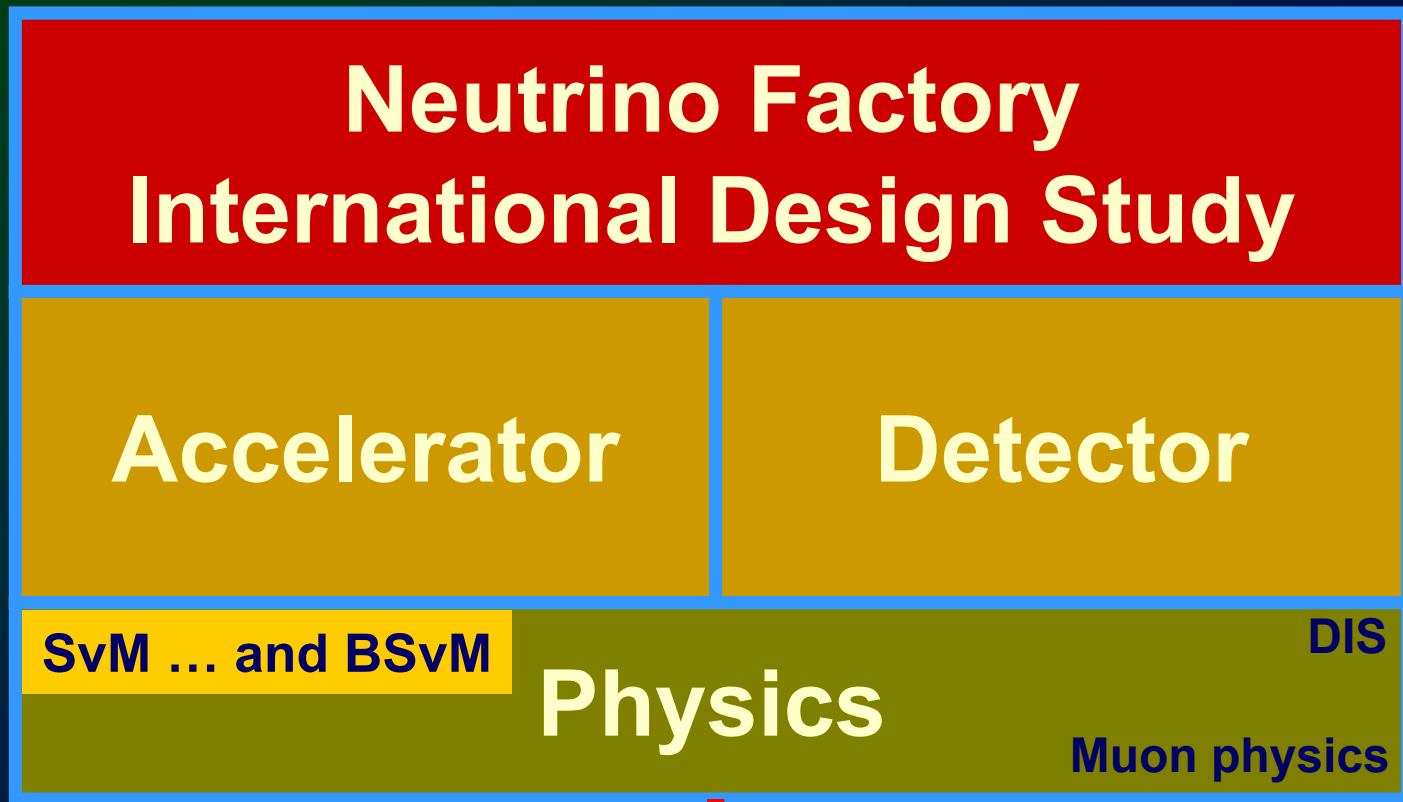 Neutrino Factory
International Design Study
Accelerator
Detector
SvM … and BSvM
Physics
DIS
Muon physics